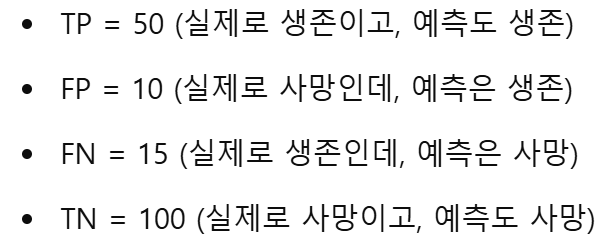 • TP = 50 (실제로 생존이고, 예측도 생존)
• FP = 10 (실제로 사망인데, 예측은 생존)
• FN = 15 (실제로 생존인데, 예측은 사망)
• TN = 100 (실제로 사망이고, 예측도 사망)